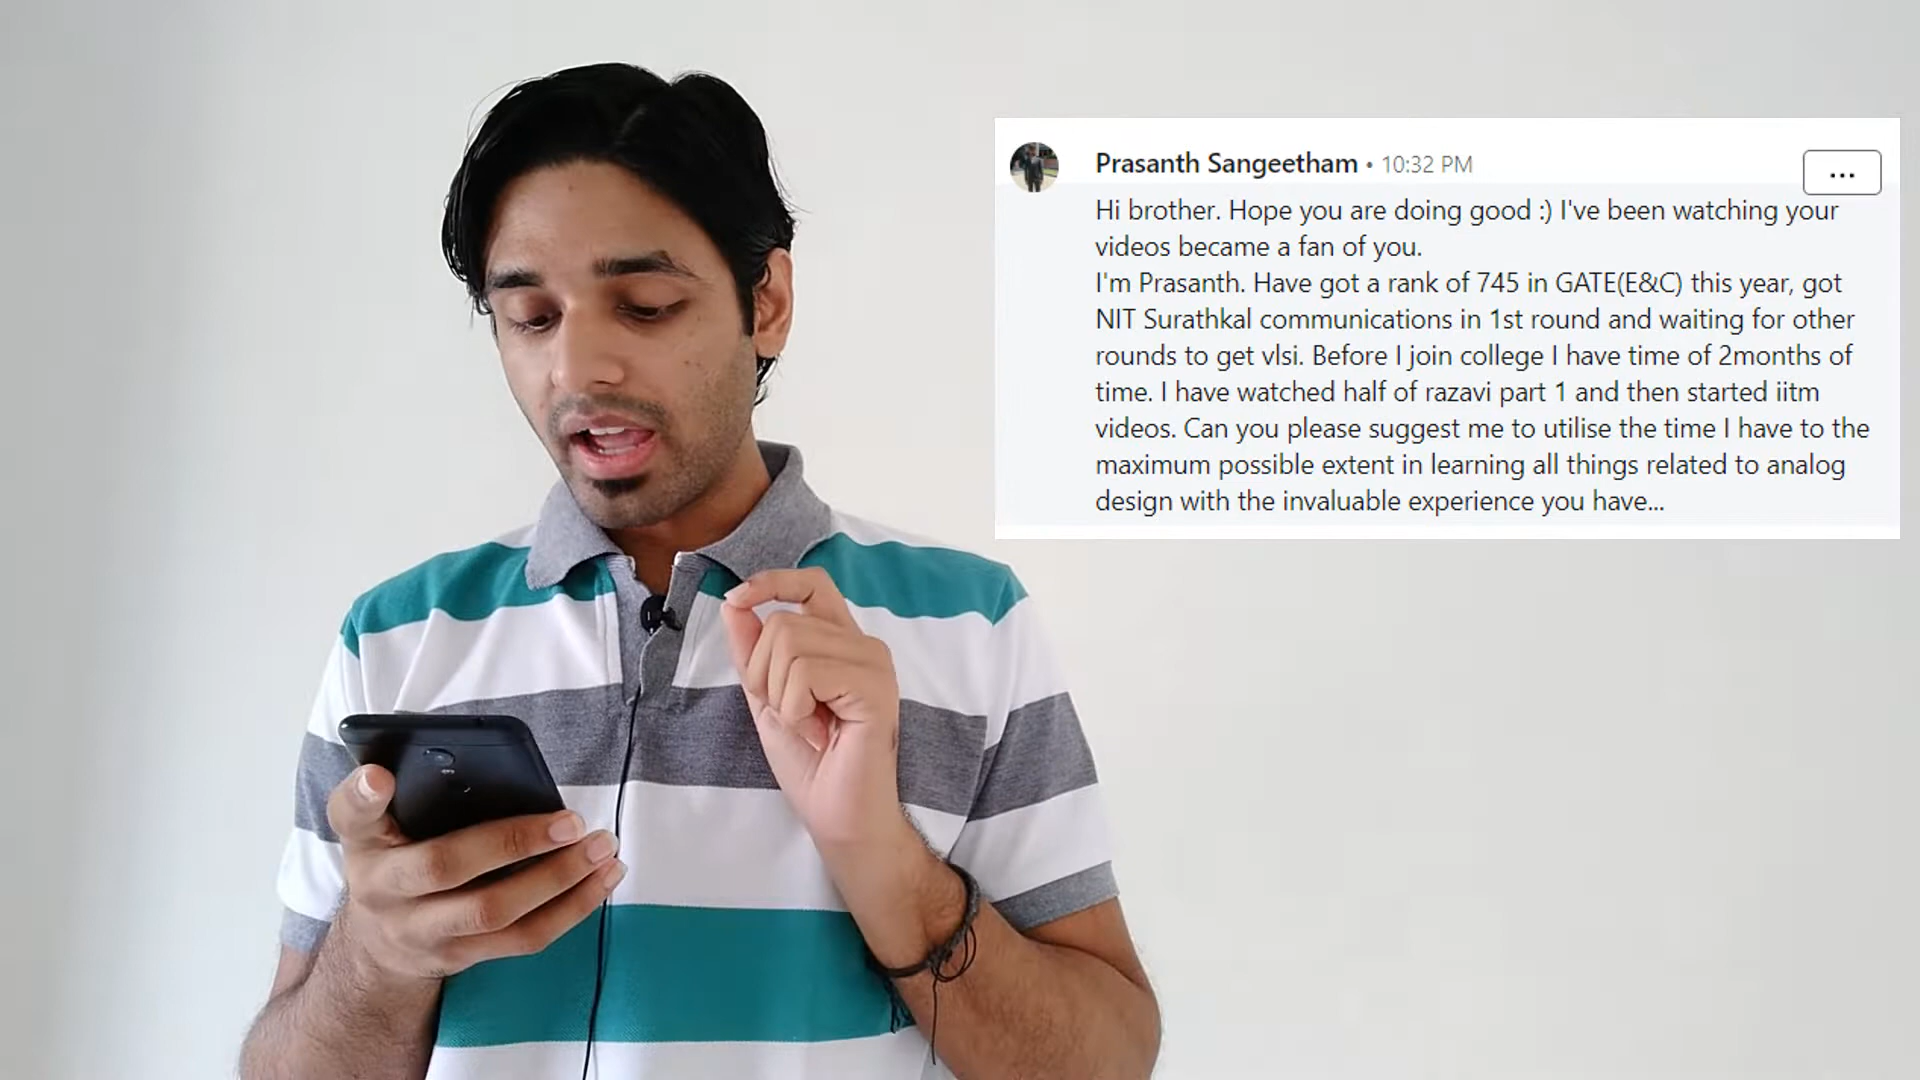 Prasanth Sangeetham • 10:32 PM
...
Hi brother. Hope you are doing good :) I've been watching your
videos became a fan of you.
I'm Prasanth. Have got a rank of 745 in GATE(E&C) this year, got
NIT Surathkal communications in 1st round and waiting for other
rounds to get vlsi. Before I join college I have time of 2months of
time. I have watched half of razavi part 1 and then started iitm
videos. Can you please suggest me to utilise the time I have to the
maximum possible extent in learning all things related to analog
design with the invaluable experience you have...